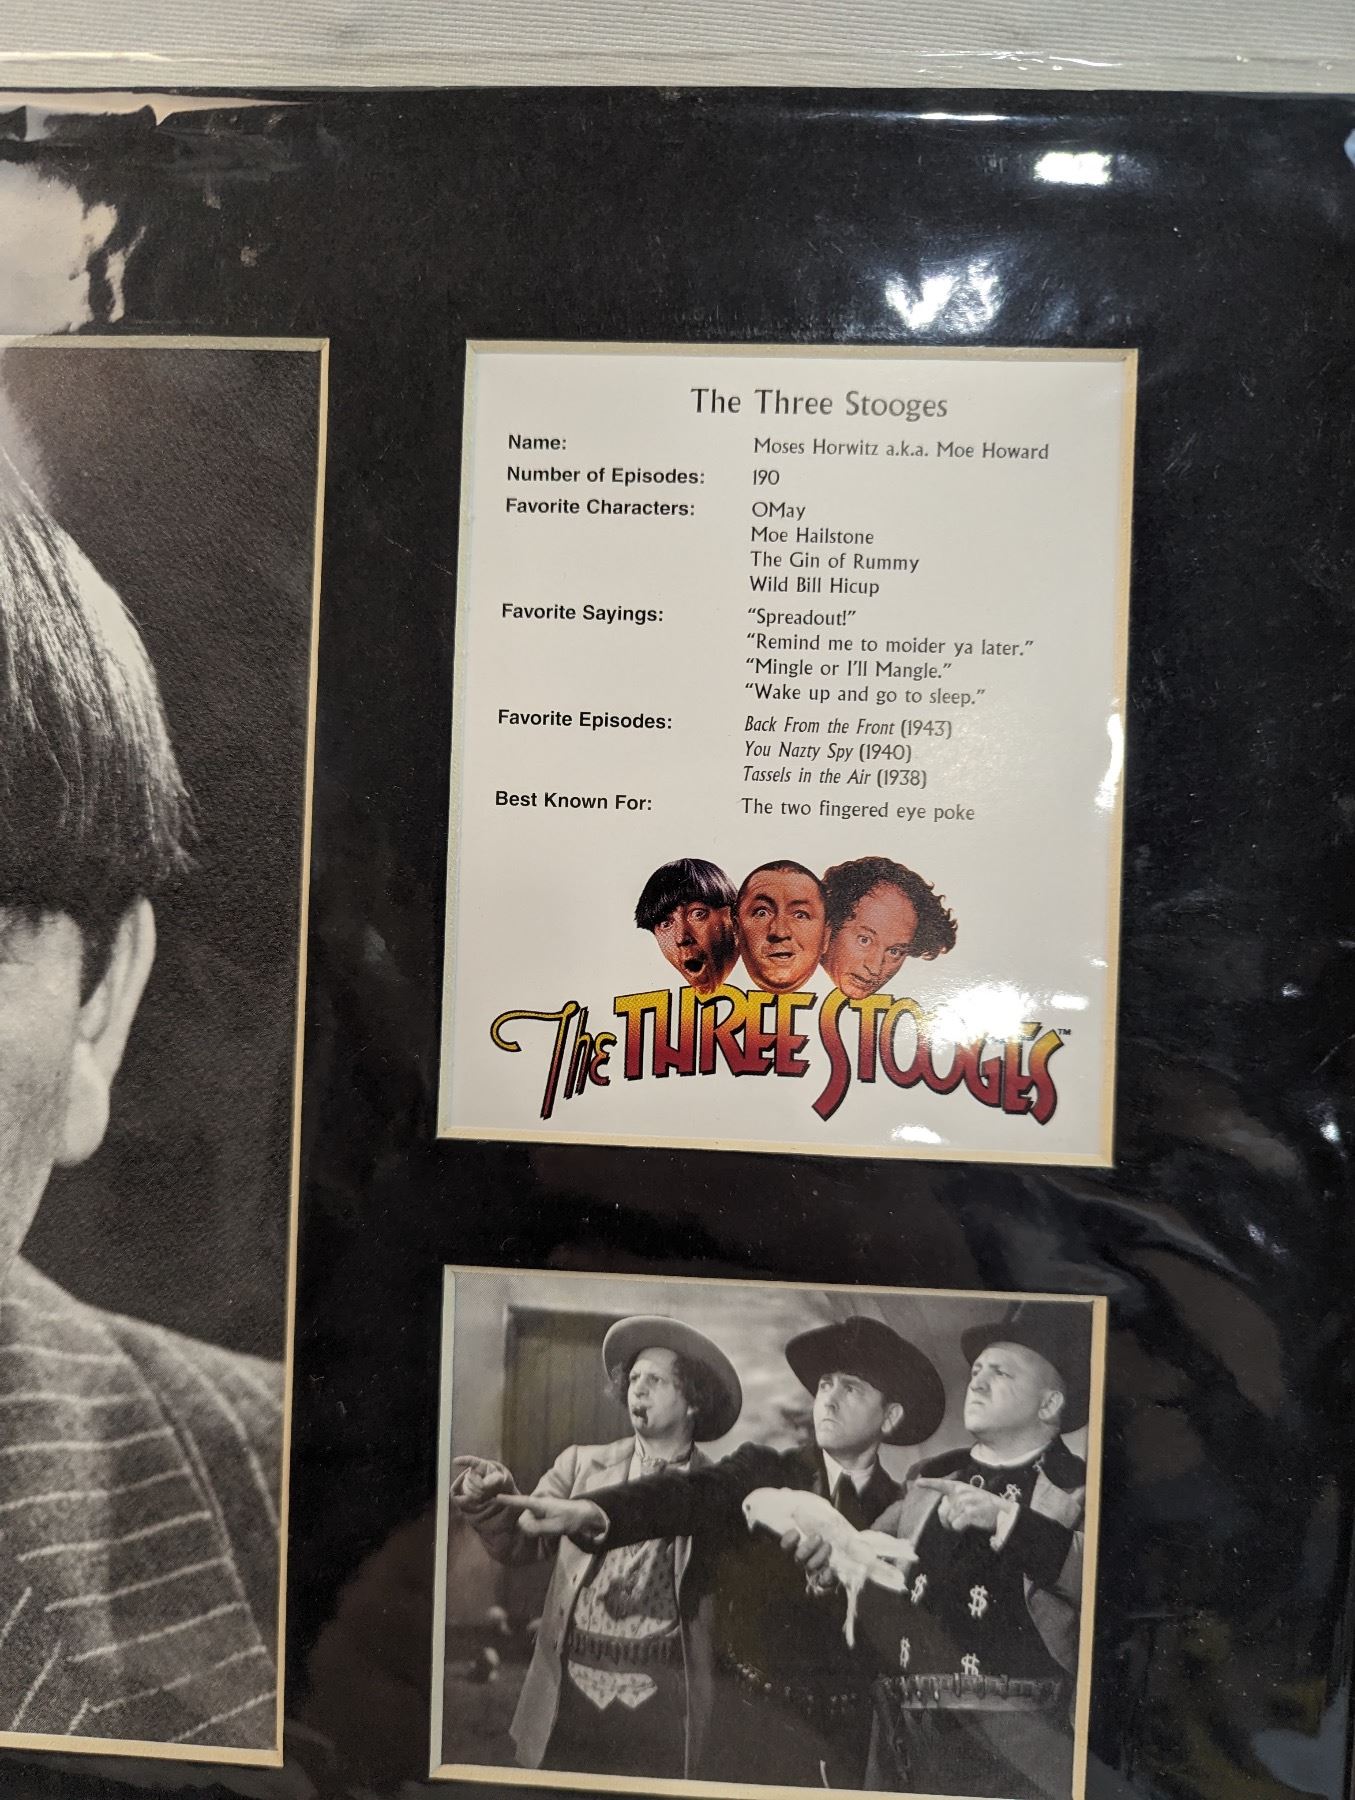 The Three Stooges
Name: Moses Horwitz a.k.a. Moe Howard
Number of Episodes: 190
Favorite Characters: OMay
Moe Hailstone
The Gin of Rummy
Wild Bill Hicup
Favorite Sayings: “Spreadout!”
“Remind me to moider ya later.”
“Mingle or I'll Mangle.”
“Wake up and go to sleep.”
Favorite Episodes: Back From the Front (1943)
You Nazty Spy (1940)
Tassels in the Air (1938)
Best Known For: The two fingered eye poke
The THREE STOOGES™
$
$
$
$
$